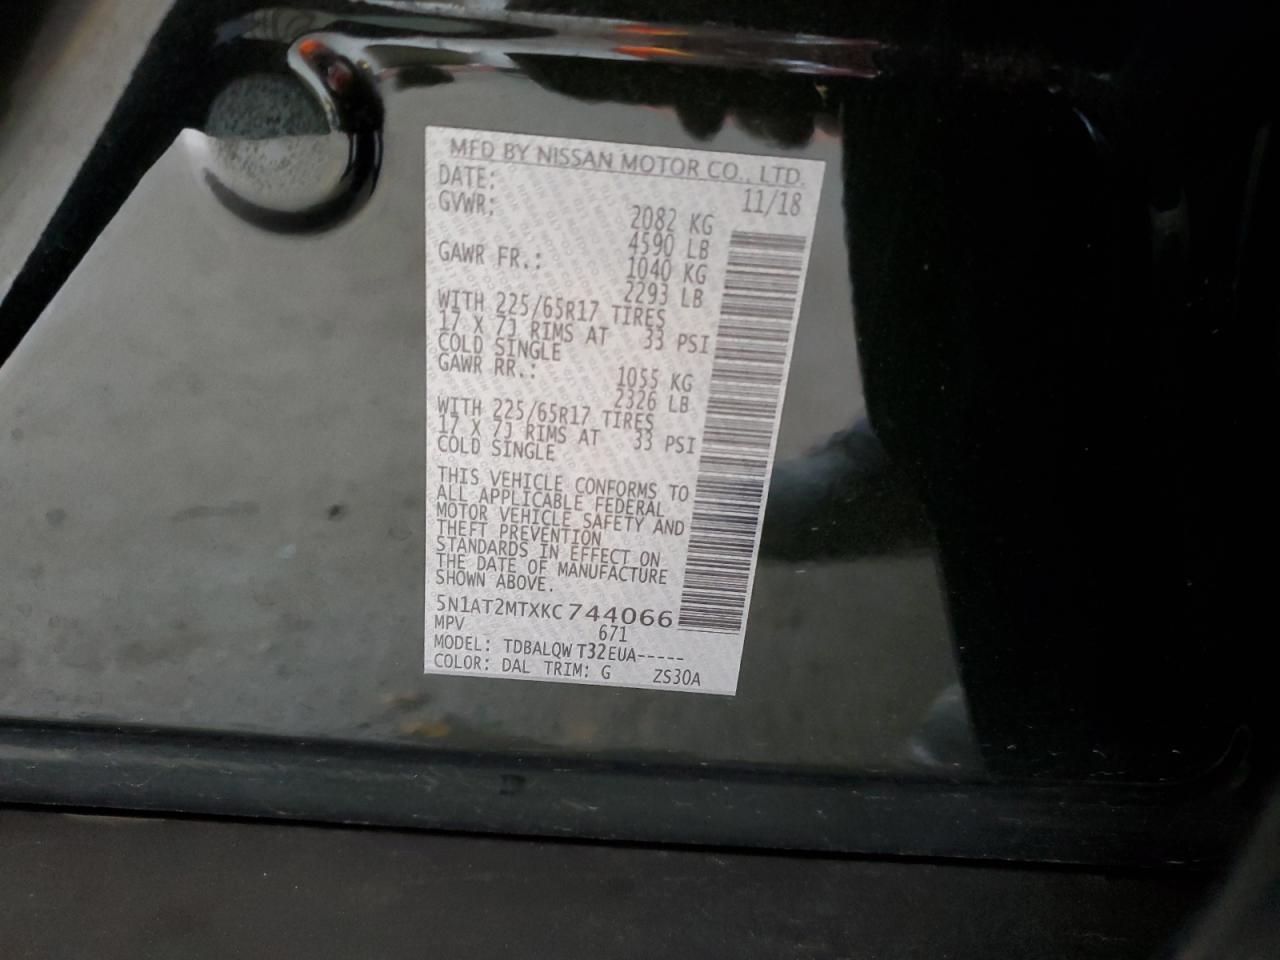 MFD BY NISSAN MOTOR CO., LTD.
DATE: 11/18
GVWR: 2082 KG
4590 LB
GAWR FR.: 1040 KG
2293 LB
WITH 225/65R17 TIRES
17 X 7J RIMS AT 33 PSI
COLD SINGLE
GAWR RR.: 1055 KG
2326 LB
WITH 225/65R17 TIRES
17 X 7J RIMS AT 33 PSI
COLD SINGLE
THIS VEHICLE CONFORMS TO
ALL APPLICABLE FEDERAL
MOTOR VEHICLE SAFETY AND
THEFT PREVENTION
STANDARDS IN EFFECT ON
THE DATE OF MANUFACTURE
SHOWN ABOVE.
5N1AT2MTXKC744066
MPV 671
MODEL: TDBALQW T32EUA-----
COLOR: DAL TRIM: G ZS30A